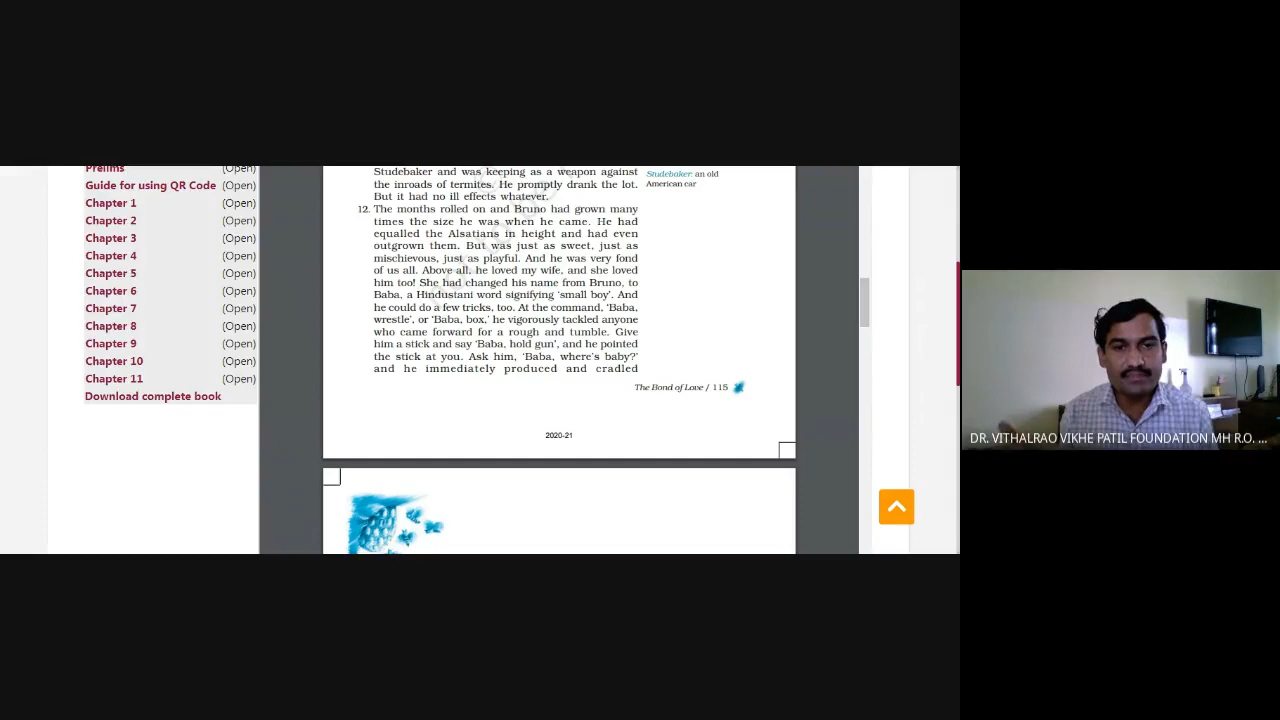 Prelims (Open)
Guide for using QR Code (Open)
Chapter 1 (Open)
Chapter 2 (Open)
Chapter 3 (Open)
Chapter 4 (Open)
Chapter 5 (Open)
Chapter 6 (Open)
Chapter 7 (Open)
Chapter 8 (Open)
Chapter 9 (Open)
Chapter 10 (Open)
Chapter 11 (Open)
Download complete book
Studebaker and was keeping as a weapon against
the inroads of termites. He promptly drank the lot.
But it had no ill effects whatever.
12. The months rolled on and Bruno had grown many
times the size he was when he came. He had
equalled the Alsatians in height and had even
outgrown them. But was just as sweet, just as
mischievous, just as playful. And he was very fond
of us all. Above all, he loved my wife, and she loved
him too! She had changed his name from Bruno, to
Baba, a Hindustani word signifying ‘small boy’. And
he could do a few tricks, too. At the command, ‘Baba,
wrestle’, or ‘Baba, box,’ he vigorously tackled anyone
who came forward for a rough and tumble. Give
him a stick and say ‘Baba, hold gun’, and he pointed
the stick at you. Ask him, ‘Baba, where’s baby?’
and he immediately produced and cradled
Studebaker: an old
American car
The Bond of Love / 115
2020-21
DR. VITHALRAO VIKHE PATIL FOUNDATION MH R.O. ...